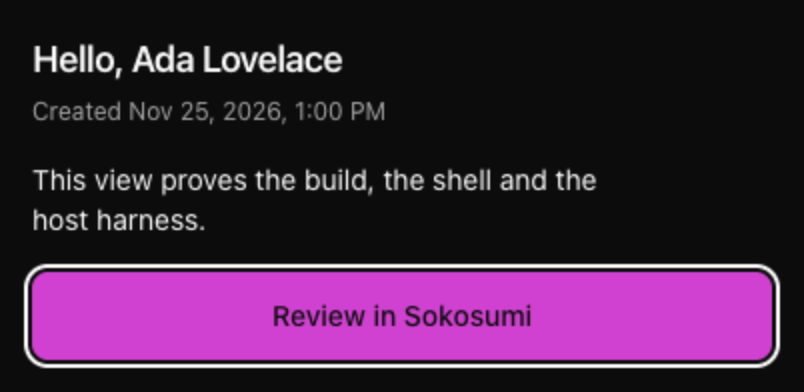 Hello, Ada Lovelace
Created Nov 25, 2026, 1:00 PM
This view proves the build, the shell and the
host harness.
Review in Sokosumi